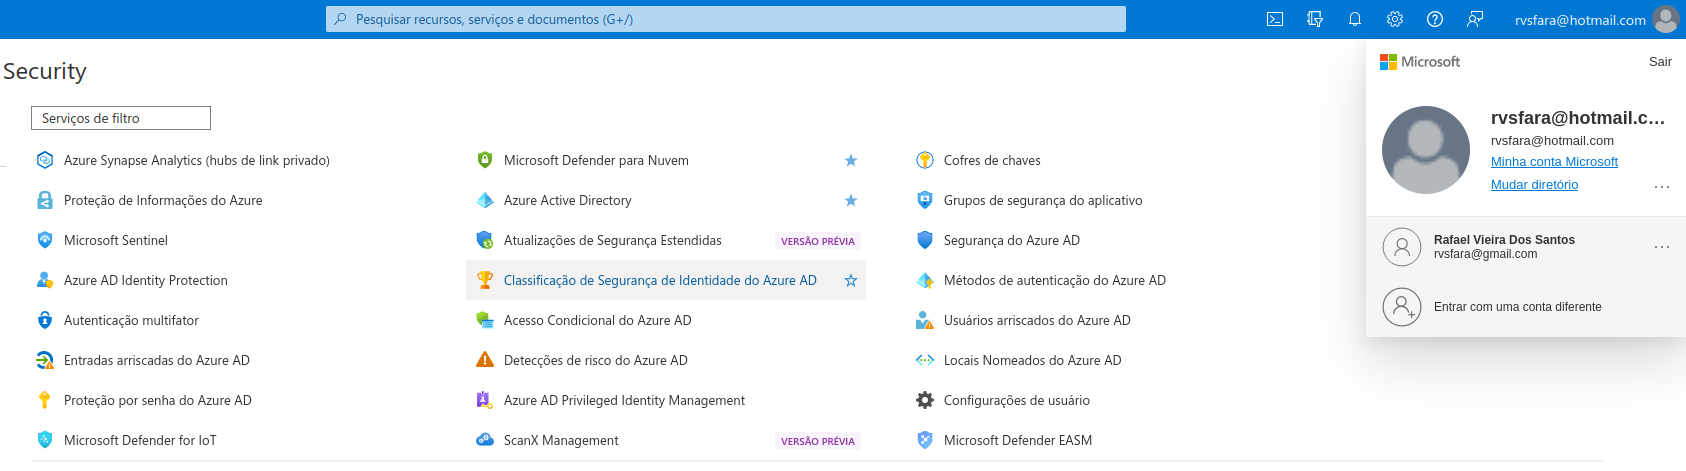 Pesquisar recursos, serviços e documentos (G+/)
rvsfara@hotmail.com
Security
Serviços de filtro
Azure Synapse Analytics (hubs de link privado)
Microsoft Defender para Nuvem
Cofres de chaves
Proteção de Informações do Azure
Azure Active Directory
Grupos de segurança do aplicativo
Microsoft Sentinel
Atualizações de Segurança Estendidas
VERSÃO PRÉVIA
Segurança do Azure AD
Azure AD Identity Protection
Classificação de Segurança de Identidade do Azure AD
Métodos de autenticação do Azure AD
Autenticação multifator
Acesso Condicional do Azure AD
Usuários arriscados do Azure AD
Entradas arriscadas do Azure AD
Detecções de risco do Azure AD
Locais Nomeados do Azure AD
Proteção por senha do Azure AD
Azure AD Privileged Identity Management
Configurações de usuário
Microsoft Defender for IoT
ScanX Management
VERSÃO PRÉVIA
Microsoft Defender EASM
Microsoft
Sair
rvsfara@hotmail.c...
rvsfara@hotmail.com
Minha conta Microsoft
Mudar diretório
...
Rafael Vieira Dos Santos
...
rvsfara@gmail.com
Entrar com uma conta diferente